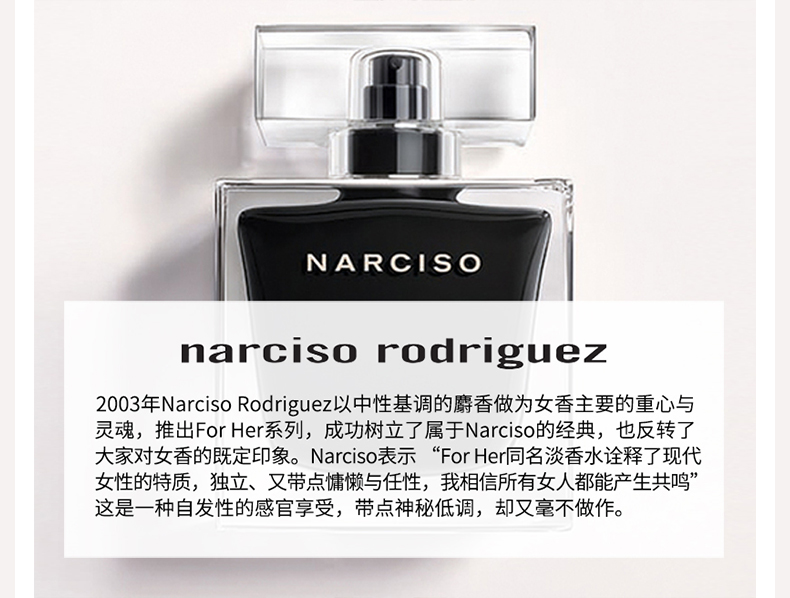 NARCISO
narciso rodriguez
2003年Narciso Rodriguez以中性基调的麝香做为女香主要的重心与
灵魂，推出For Her系列，成功树立了属于Narciso的经典，也反转了
大家对女香的既定印象。Narciso表示 “For Her同名淡香水诠释了现代
女性的特质，独立、又带点慵懒与任性，我相信所有女人都能产生共鸣”
这是一种自发性的感官享受，带点神秘低调，却又毫不做作。